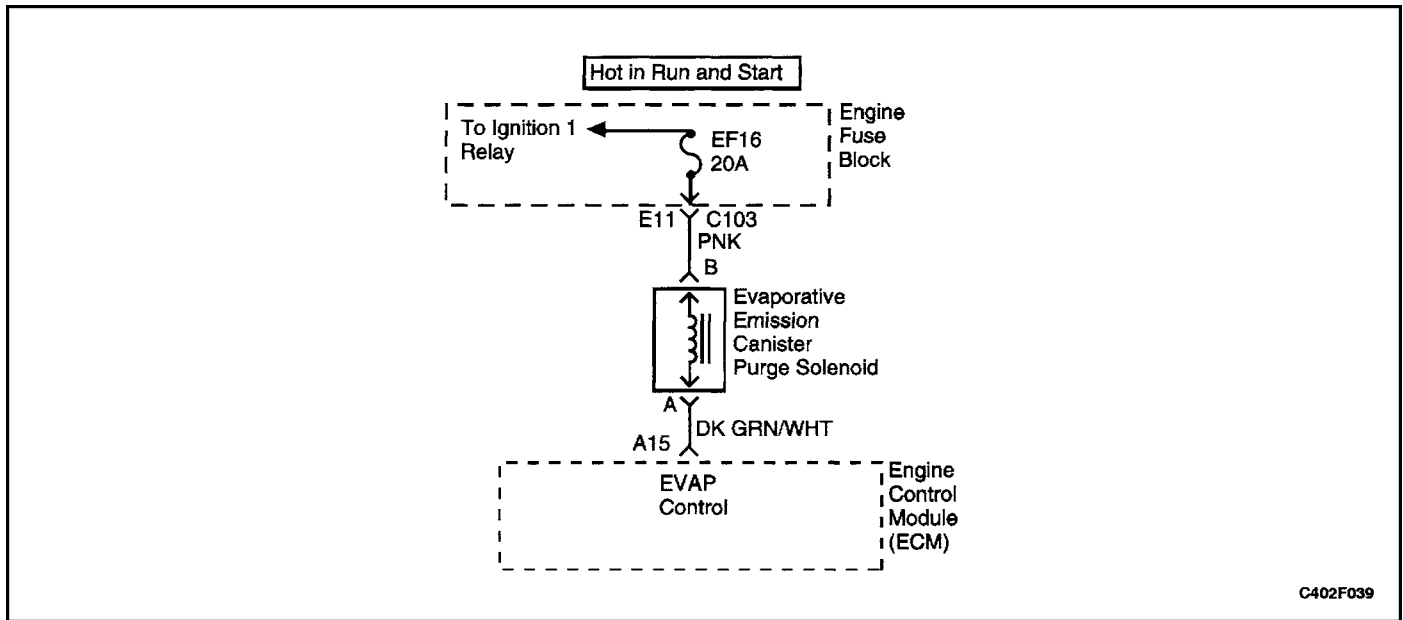 Hot in Run and Start
To Ignition 1
Relay
EF16
20A
Engine
Fuse
Block
E11 C103
PNK
B
Evaporative
Emission
Canister
Purge Solenoid
A
DK GRN/WHT
A15
EVAP
Control
Engine
Control
Module
(ECM)
C402F039